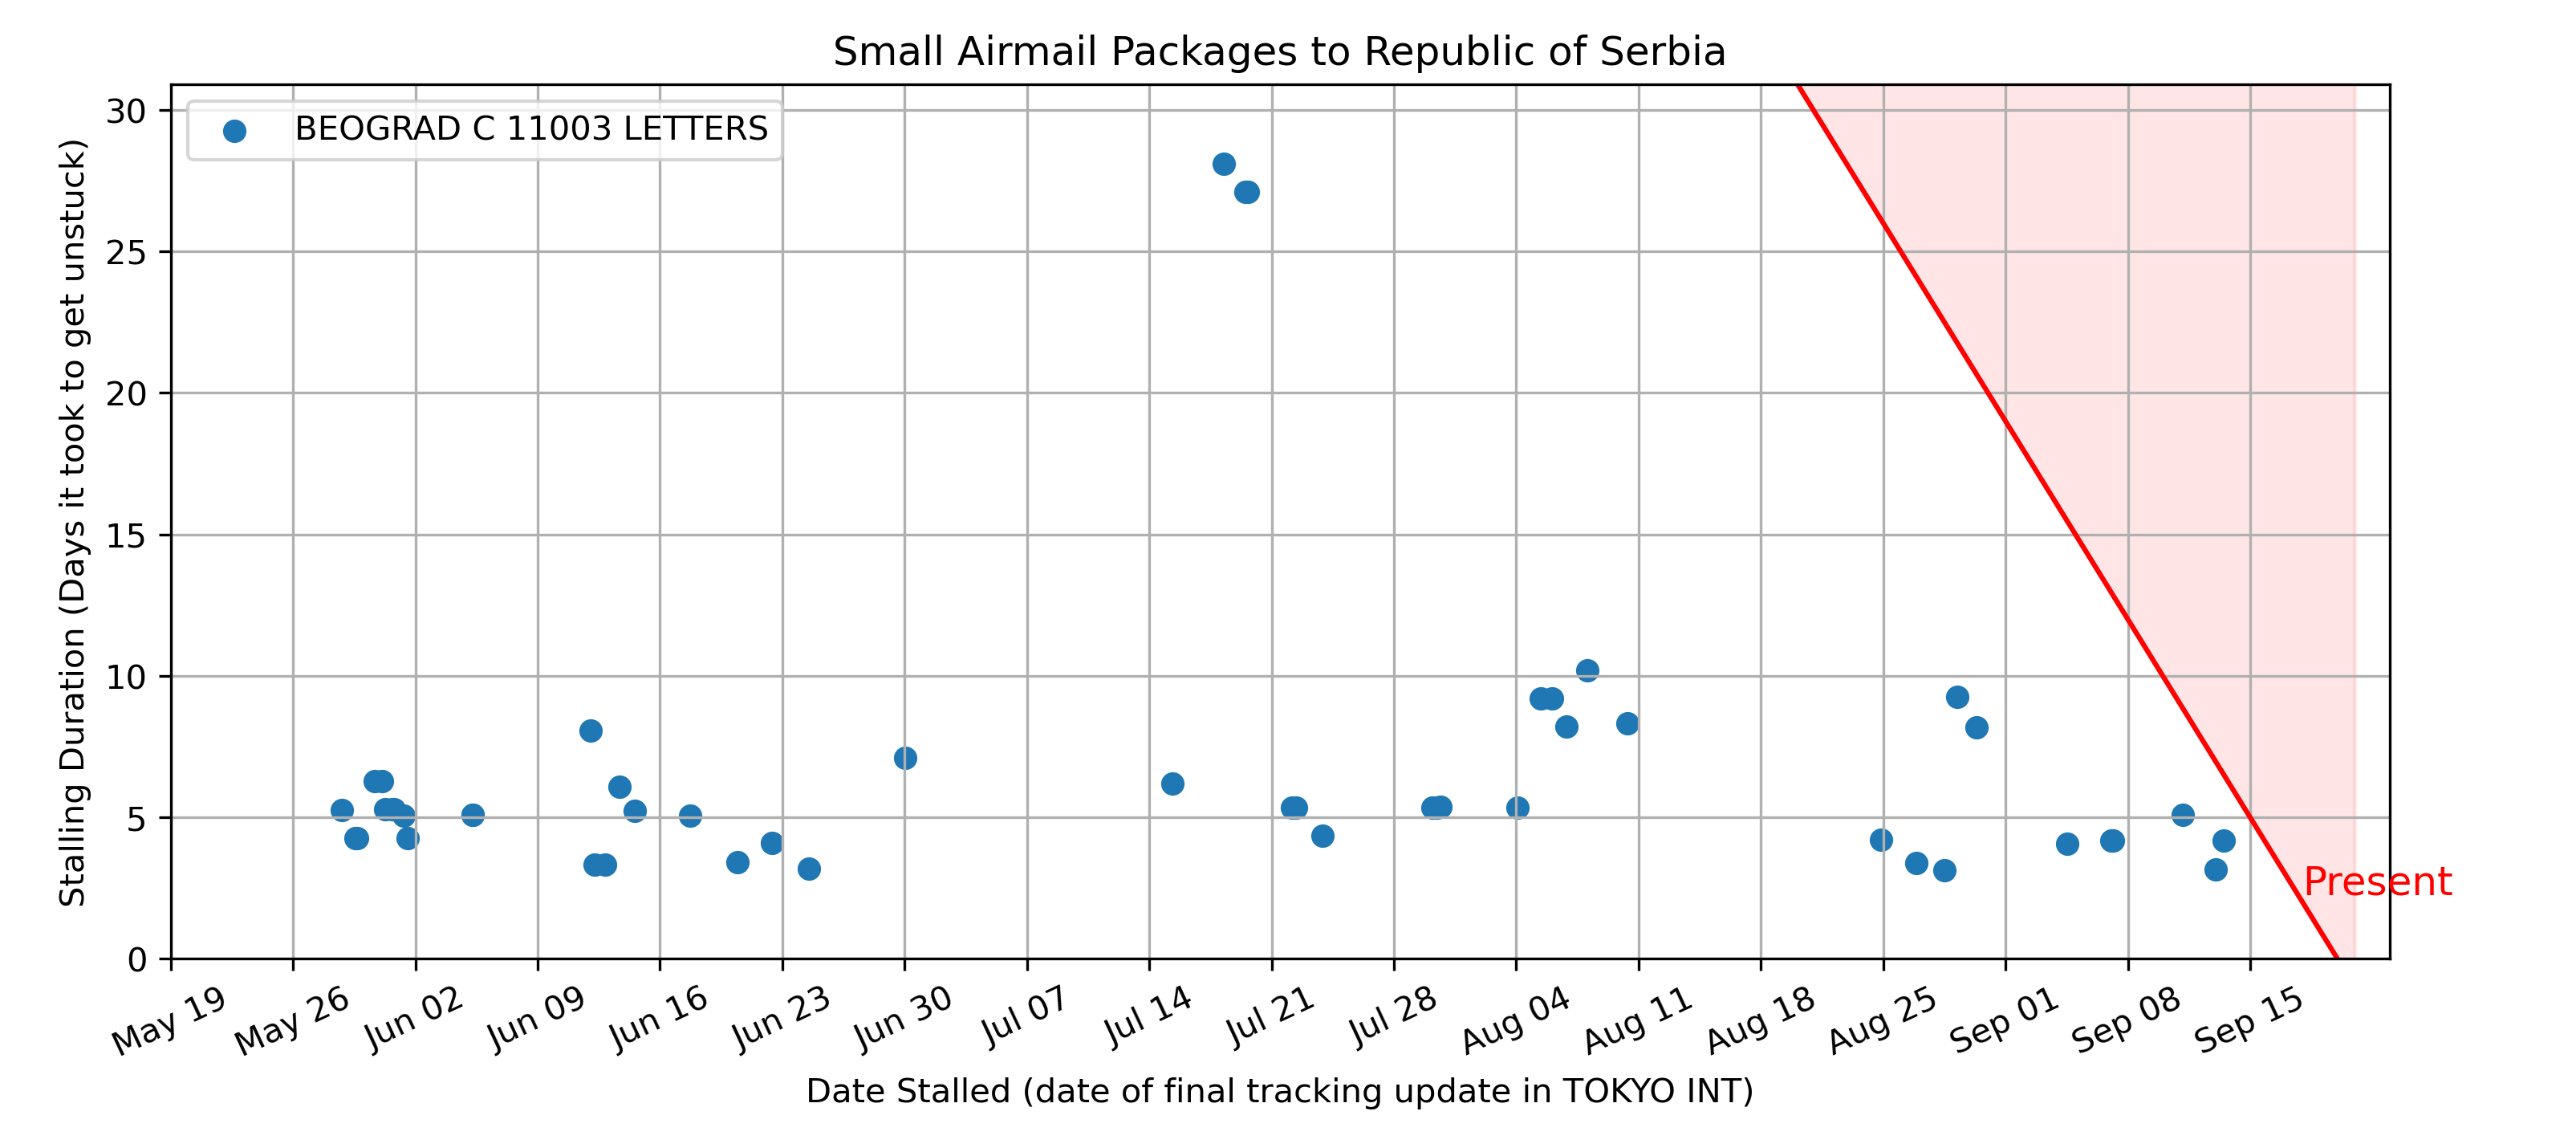 Small Airmail Packages to Republic of Serbia
BEOGRAD C 11003 LETTERS
Stalling Duration (Days it took to get unstuck)
30
25
20
15
10
5
0
Present
May 19
May 26
Jun 02
Jun 09
Jun 16
Jun 23
Jun 30
Jul 07
Jul 14
Jul 21
Jul 28
Aug 04
Aug 11
Aug 18
Aug 25
Sep 01
Sep 08
Sep 15
Date Stalled (date of final tracking update in TOKYO INT)